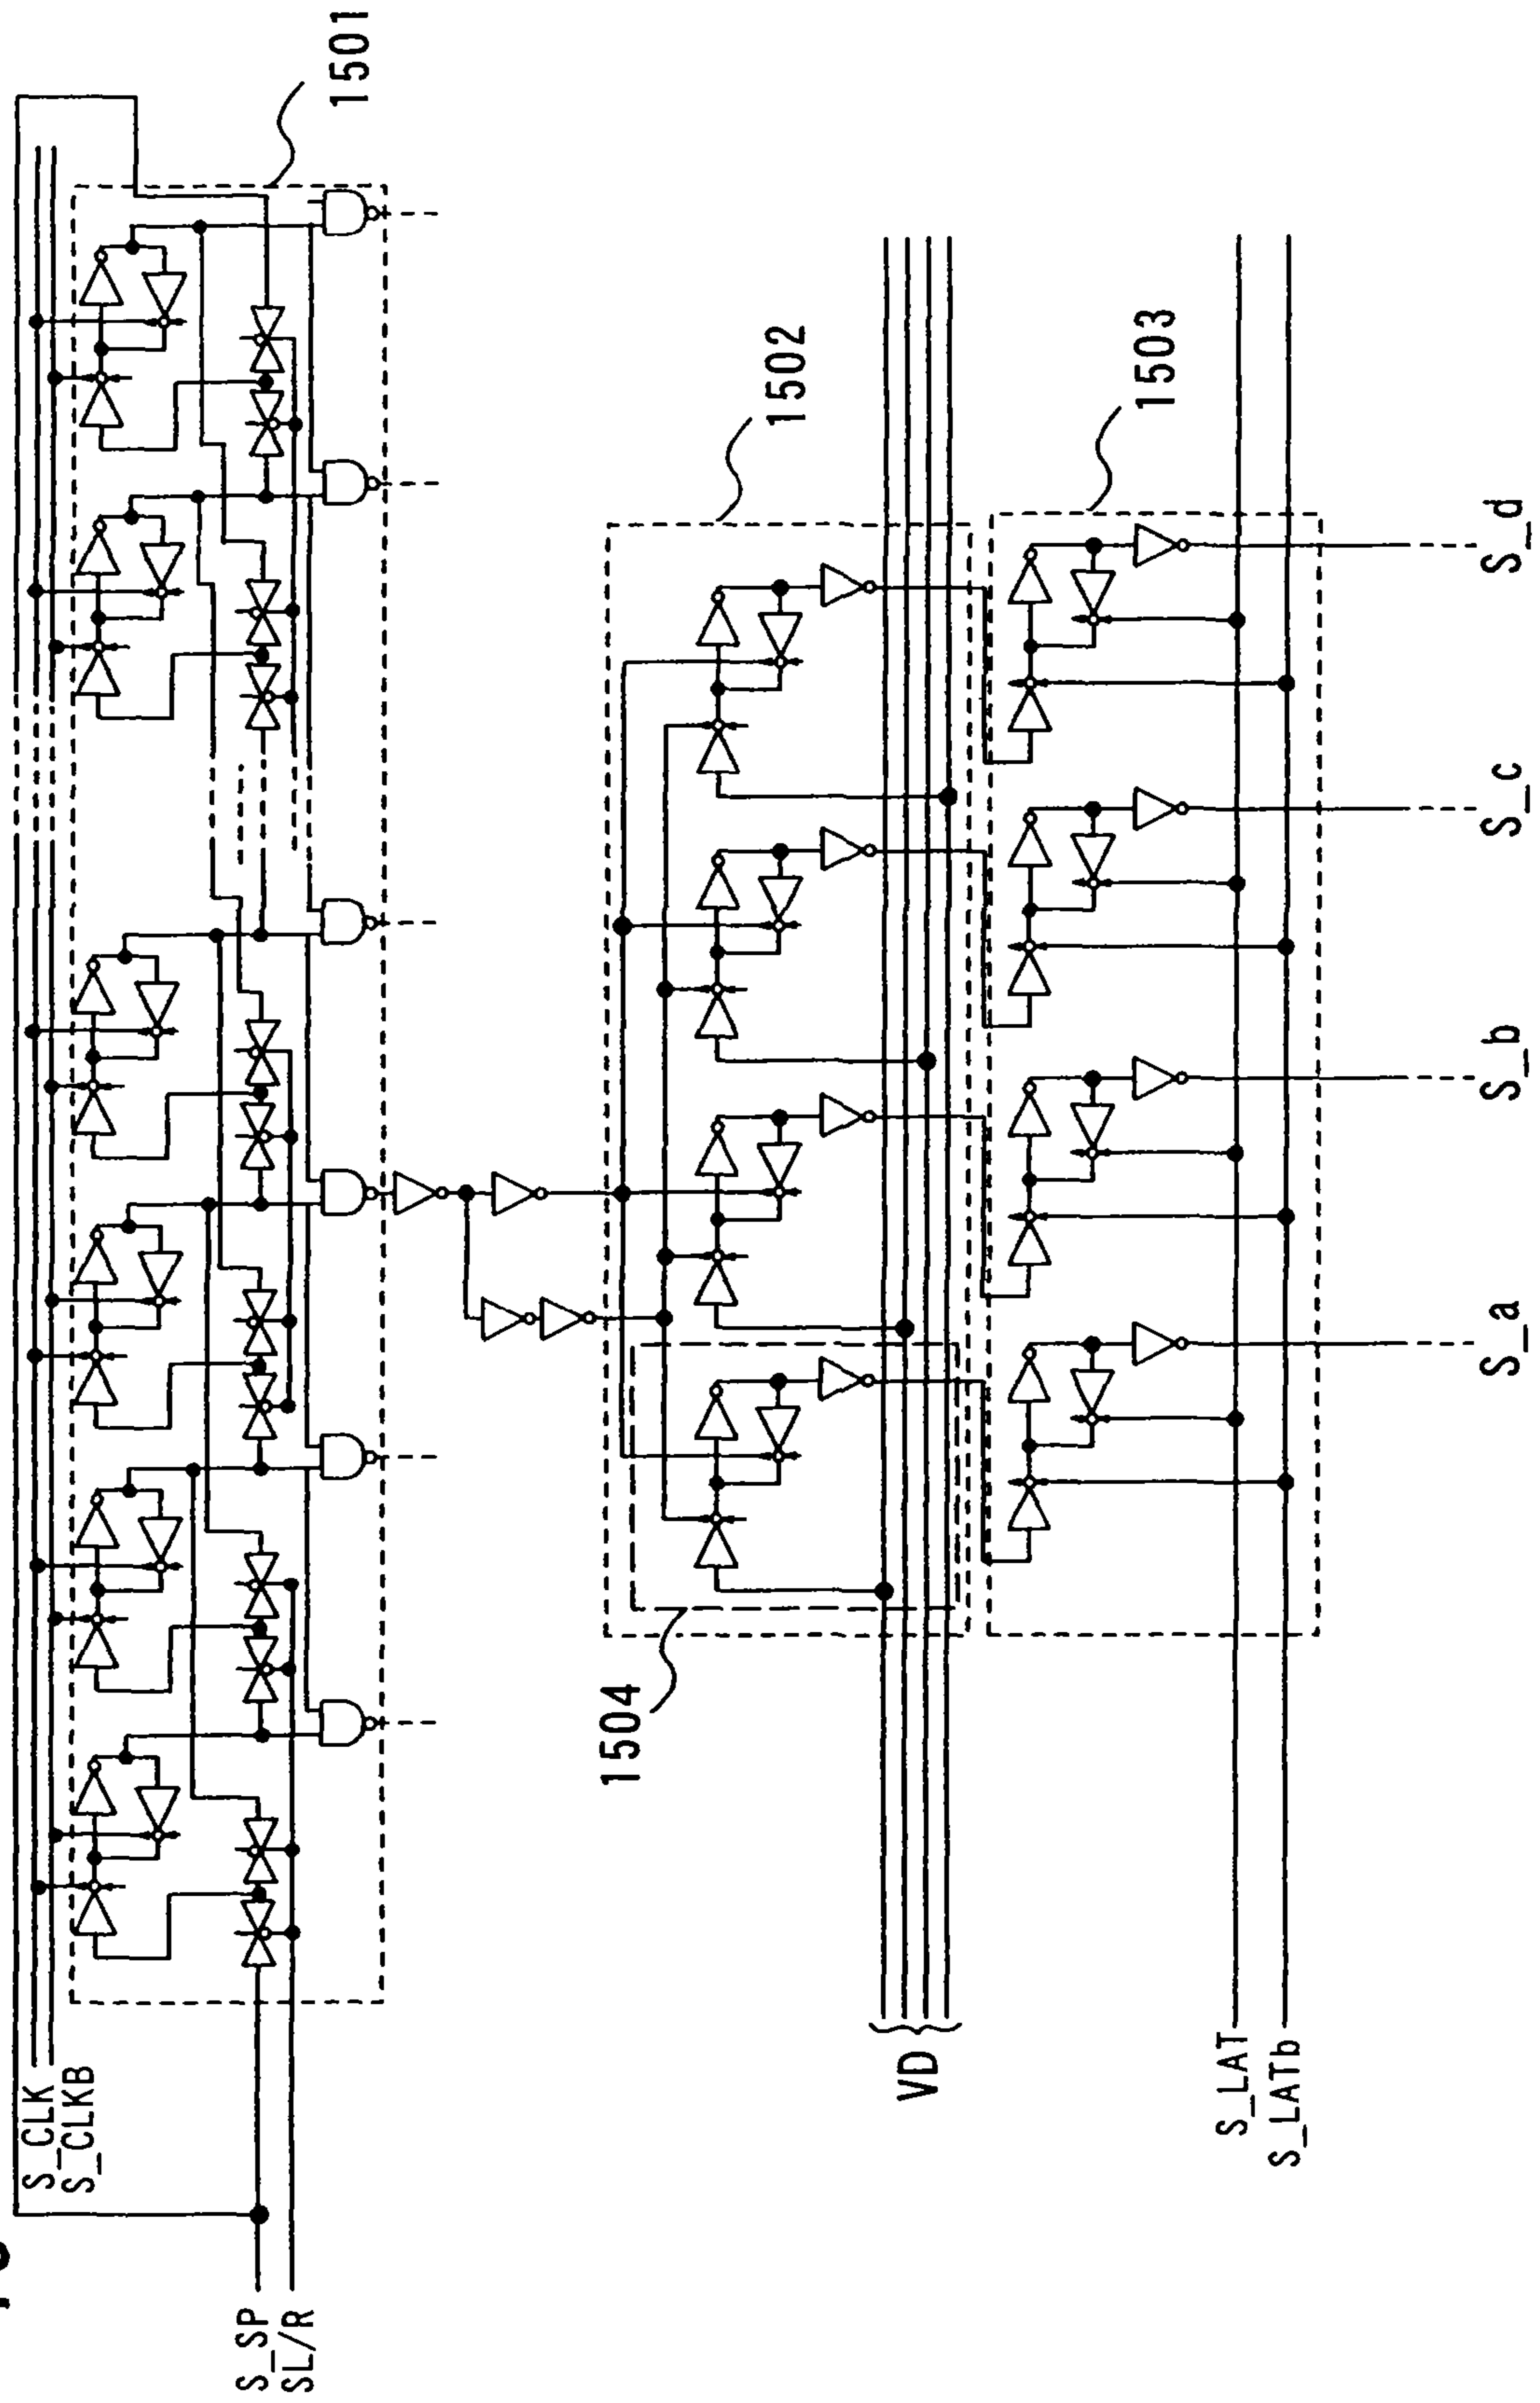 S_CLK
S_CLKB
S_SP
SL/R
1501
1502
1504
VD
1503
S_LAT
S_LATb
S_a
S_b
S_c
S_d